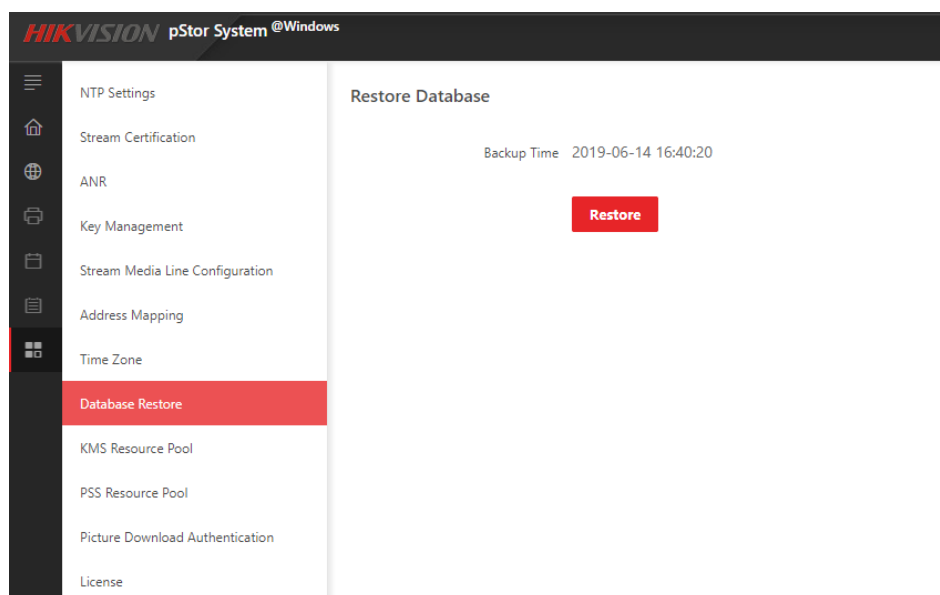 HIKVISION pStor System @Windows
NTP Settings
Stream Certification
ANR
Key Management
Stream Media Line Configuration
Address Mapping
Time Zone
Database Restore
KMS Resource Pool
PSS Resource Pool
Picture Download Authentication
License
Restore Database
Backup Time 2019-06-14 16:40:20
Restore